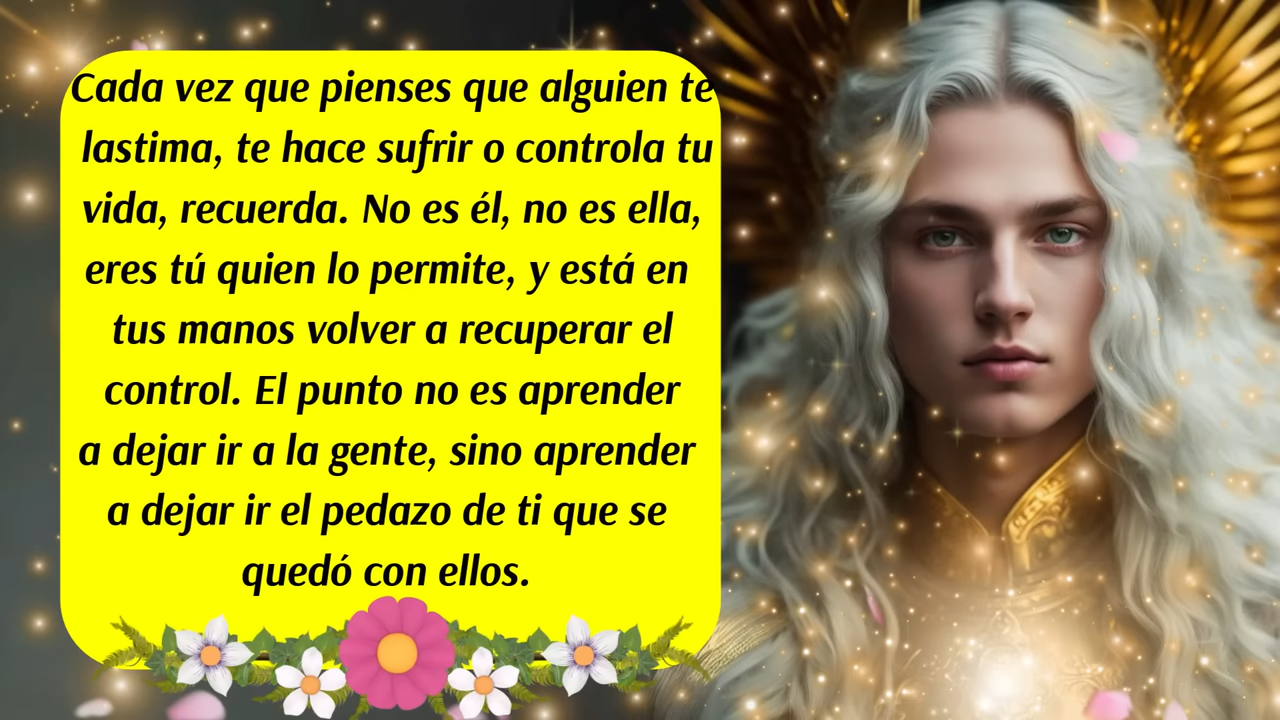 Cada vez que pienses que alguien te
lastima, te hace sufrir o controla tu
vida, recuerda. No es él, no es ella,
eres tú quien lo permite, y está en
tus manos volver a recuperar el
control. El punto no es aprender
a dejar ir a la gente, sino aprender
a dejar ir el pedazo de ti que se
quedó con ellos.